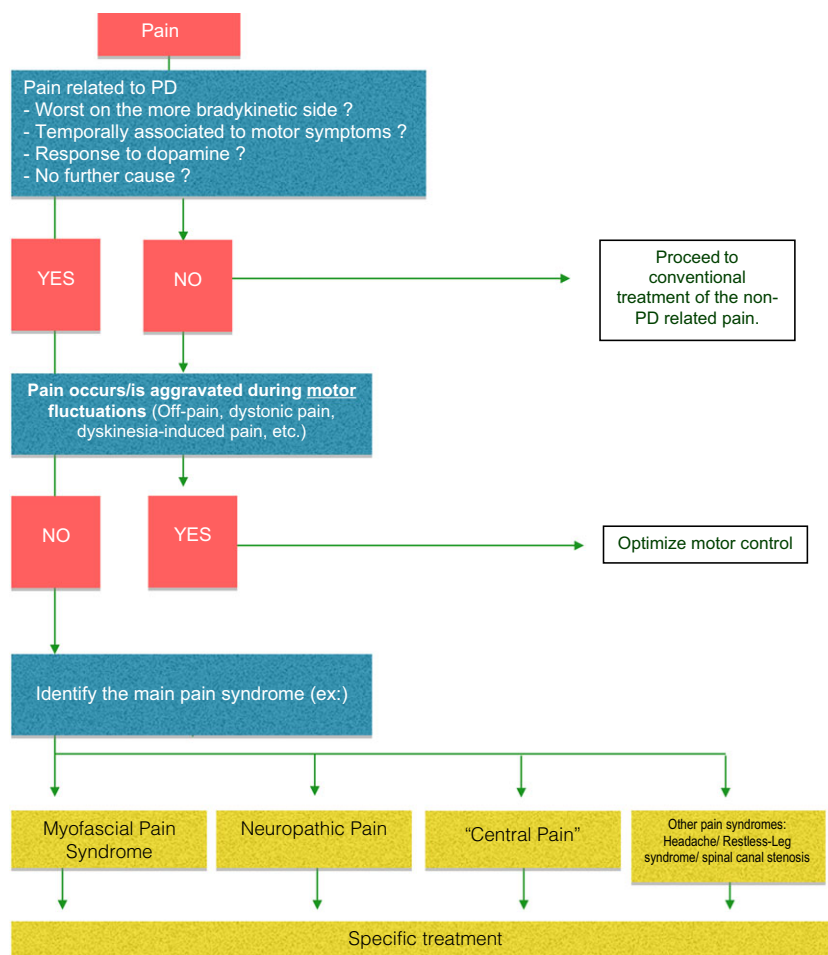 Pain
Pain related to PD
- Worst on the more bradykinetic side ?
- Temporally associated to motor symptoms ?
- Response to dopamine ?
- No further cause ?
YES
NO
Proceed to
conventional
treatment of the non-
PD related pain.
Pain occurs/is aggravated during motor
fluctuations (Off-pain, dystonic pain,
dyskinesia-induced pain, etc.)
NO
YES
Optimize motor control
Identify the main pain syndrome (ex:)
Myofascial Pain
Syndrome
Neuropathic Pain
“Central Pain”
Other pain syndromes:
Headache/ Restless-Leg
syndrome/ spinal canal stenosis
Specific treatment